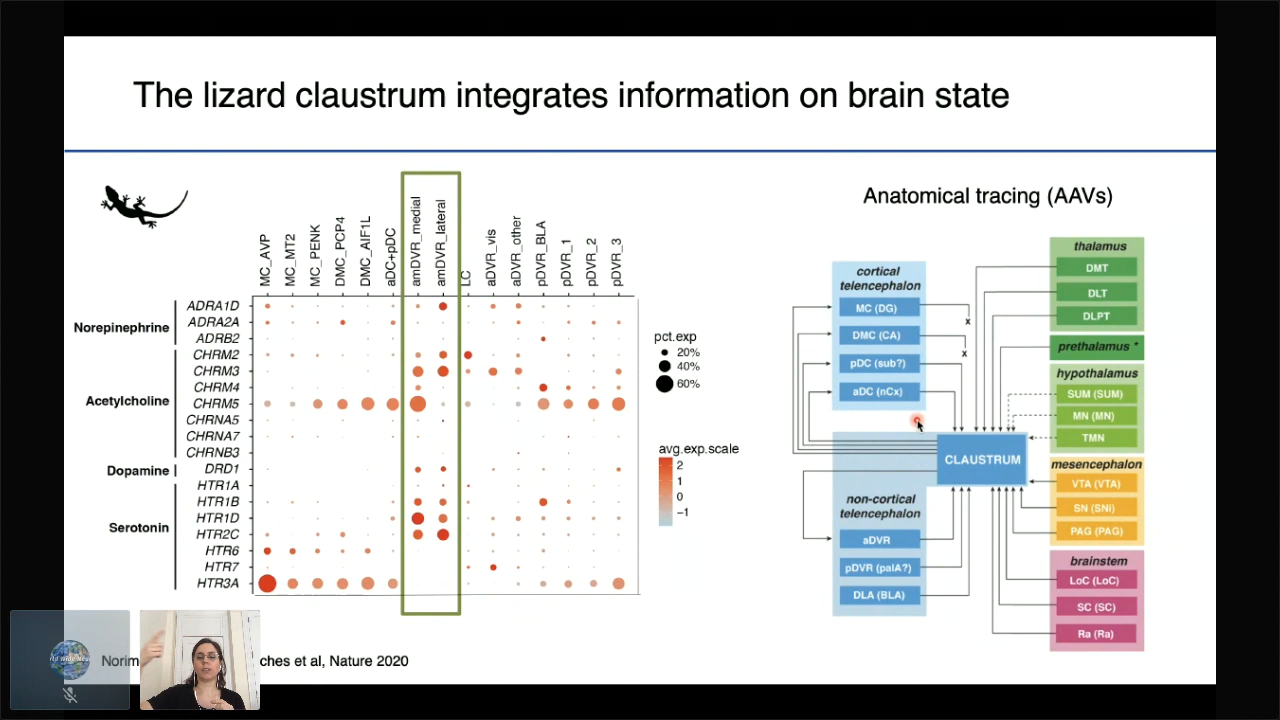 The lizard claustrum integrates information on brain state
Anatomical tracing (AAVs)
MC_AVP
MC_MT2
MC_PENK
DMC_PCP4
DMC_AIF1L
aDC+pDC
amDVR_medial
amDVR_lateral
LC
aDVR_vis
aDVR_other
pDVR_BLA
pDVR_1
pDVR_2
pDVR_3
Norepinephrine
ADRA1D
ADRA2A
ADRB2
Acetylcholine
CHRM2
CHRM3
CHRM4
CHRM5
CHRNA5
CHRNA7
CHRNB3
Dopamine
DRD1
Serotonin
HTR1A
HTR1B
HTR1D
HTR2C
HTR6
HTR7
HTR3A
pct.exp
20%
40%
60%
avg.exp.scale
2
1
0
−1
cortical
telencephalon
MC (DG)
DMC (CA)
pDC (sub?)
aDC (nCx)
x
x
CLAUSTRUM
non-cortical
telencephalon
aDVR
pDVR (palA?)
DLA (BLA)
thalamus
DMT
DLT
DLPT
prethalamus *
hypothalamus
SUM (SUM)
MN (MN)
TMN
mesencephalon
VTA (VTA)
SN (SNi)
PAG (PAG)
brainstem
LoC (LoC)
SC (SC)
Ra (Ra)
ches et al, Nature 2020